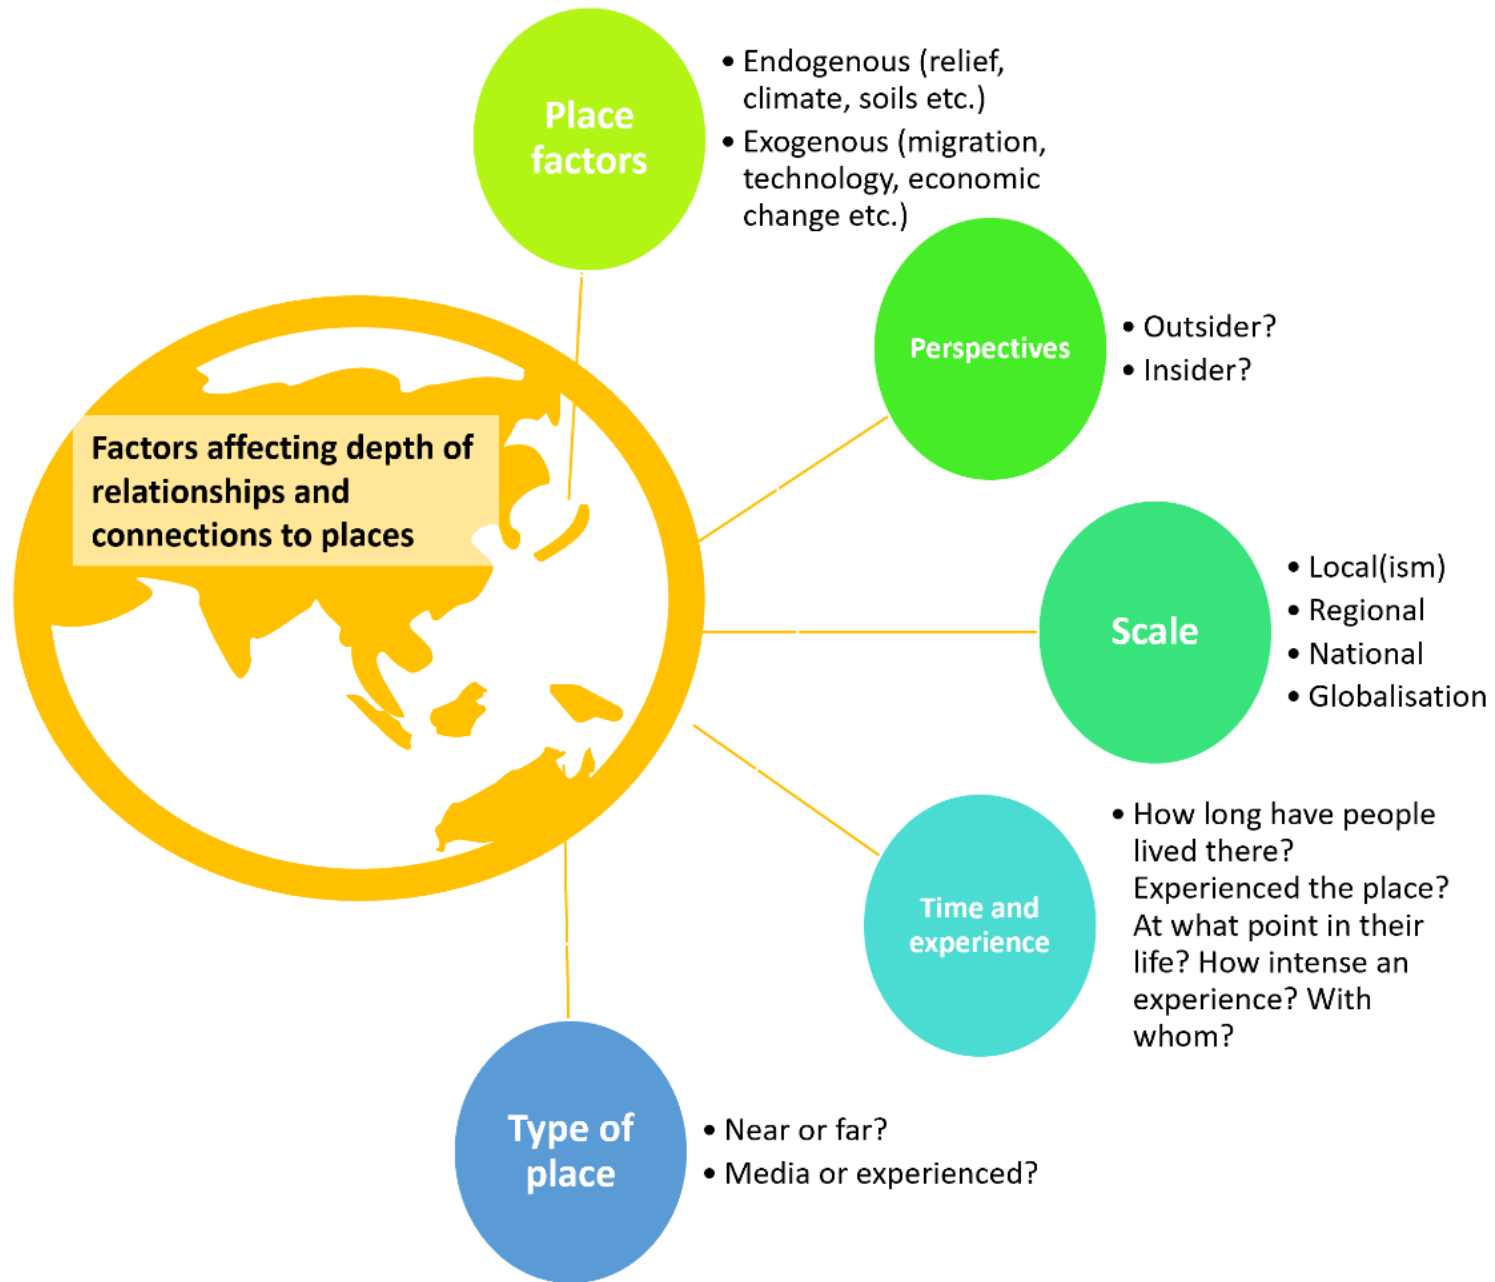 Factors affecting depth of
relationships and
connections to places
Place
factors
• Endogenous (relief,
climate, soils etc.)
• Exogenous (migration,
technology, economic
change etc.)
Perspectives
• Outsider?
• Insider?
Scale
• Local(ism)
• Regional
• National
• Globalisation
Time and
experience
• How long have people
lived there?
Experienced the place?
At what point in their
life? How intense an
experience? With
whom?
Type of
place
• Near or far?
• Media or experienced?